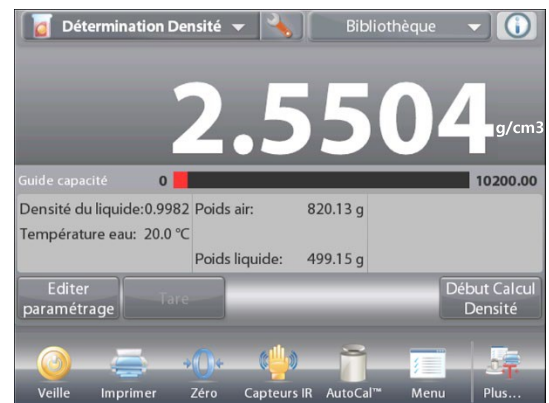 Détermination Densité Bibliothèque
2.5504 g/cm3
Guide capacité 0 10200.00
Densité du liquide:0.9982 Poids air: 820.13 g
Température eau: 20.0 °C
Poids liquide: 499.15 g
Editer paramétrage Tare Début Calcul Densité
Veille Imprimer Zéro Capteurs IR AutoCal™ Menu Plus...